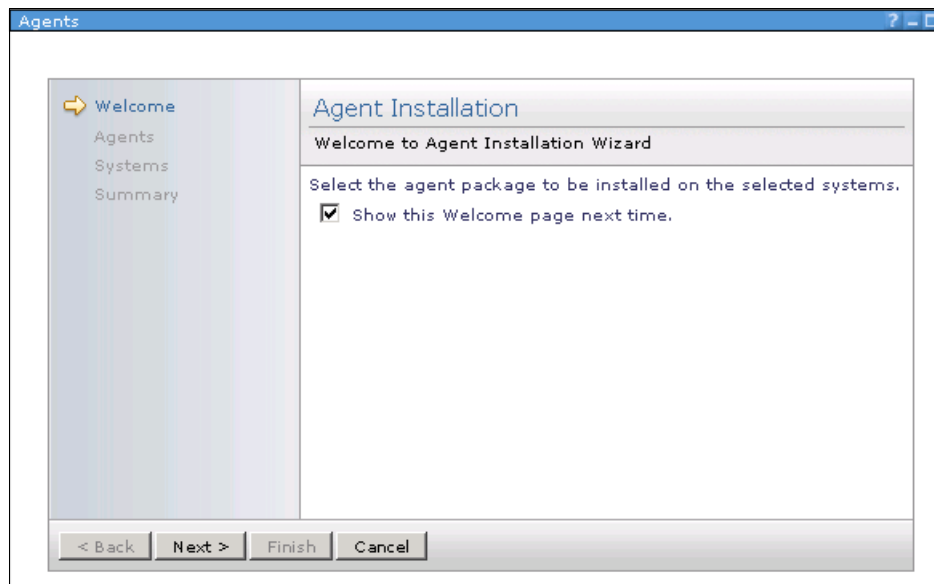 Agents
?
Welcome
Agents
Systems
Summary
Agent Installation
Welcome to Agent Installation Wizard
Select the agent package to be installed on the selected systems.
Show this Welcome page next time.
< Back Next > Finish Cancel